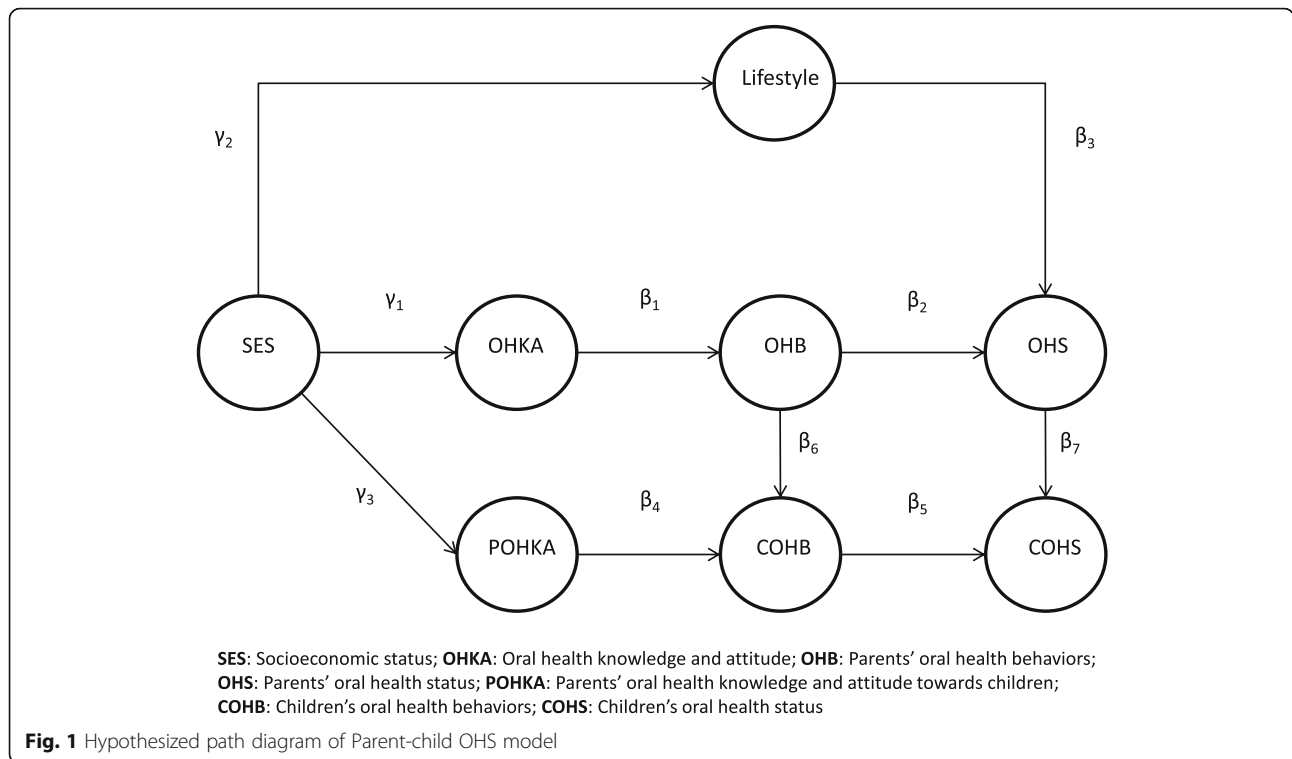 Lifestyle
γ2
β3
γ1
β1
β2
SES
OHKA
OHB
OHS
β6
β7
γ3
β4
β5
POHKA
COHB
COHS
SES: Socioeconomic status; OHKA: Oral health knowledge and attitude; OHB: Parents' oral health behaviors;
OHS: Parents' oral health status; POHKA: Parents' oral health knowledge and attitude towards children;
COHB: Children's oral health behaviors; COHS: Children's oral health status
Fig. 1 Hypothesized path diagram of Parent-child OHS model